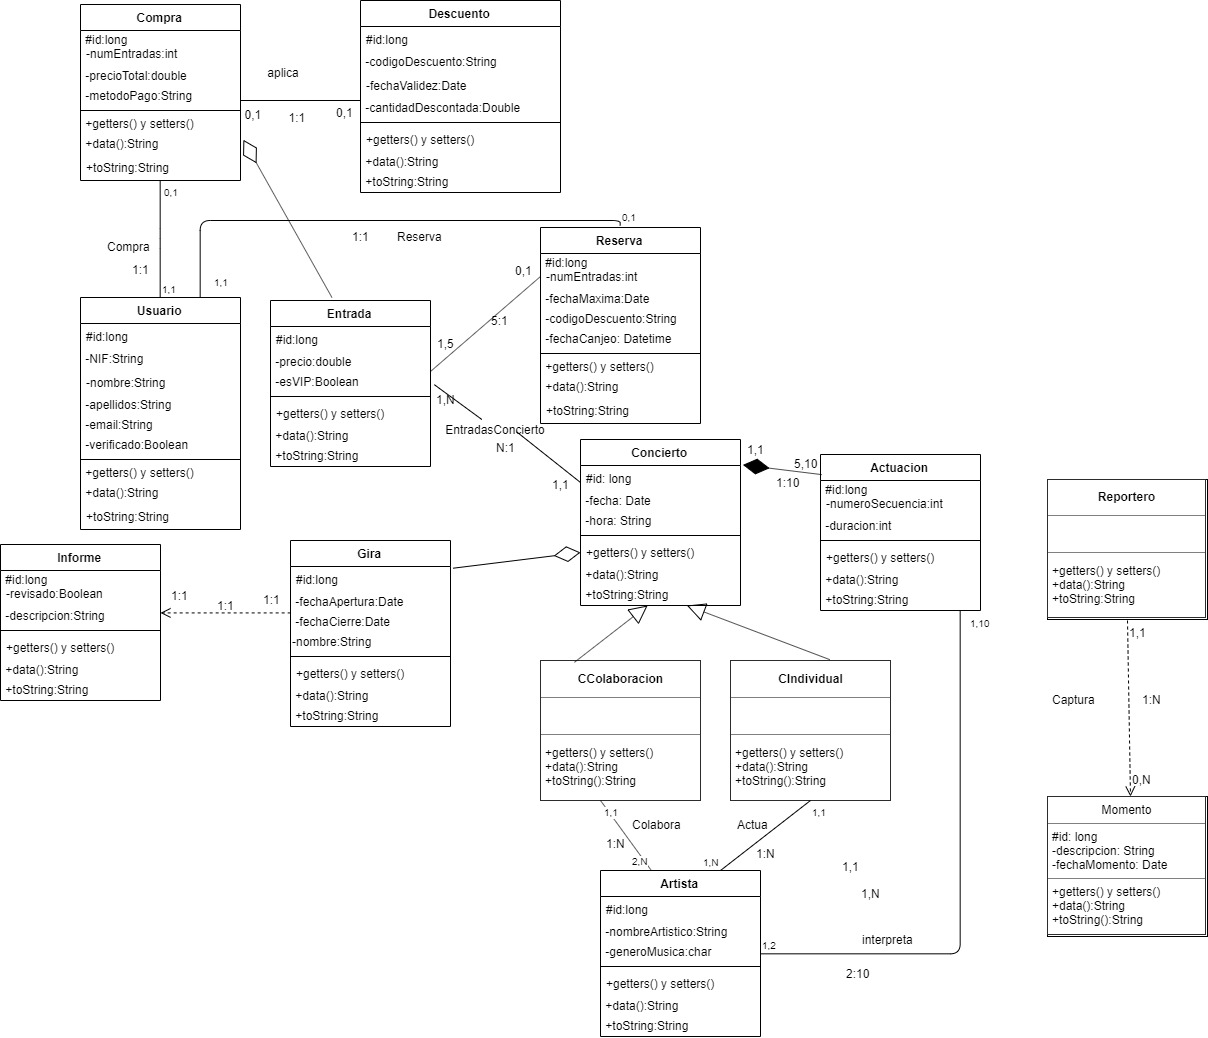 Compra
#id:long
-numEntradas:int
-precioTotal:double
-metodoPago:String
+getters() y setters()
+data():String
+toString:String
aplica
0,1
1:1
0,1
Descuento
#id:long
-codigoDescuento:String
-fechaValidez:Date
-cantidadDescontada:Double
+getters() y setters()
+data():String
+toString:String
0,1
Compra
1:1
1,1
1:1
Reserva
0,1
1,1
Usuario
#id:long
-NIF:String
-nombre:String
-apellidos:String
-email:String
-verificado:Boolean
+getters() y setters()
+data():String
+toString:String
Entrada
#id:long
-precio:double
-esVIP:Boolean
+getters() y setters()
+data():String
+toString:String
0,1
5:1
1,5
Reserva
#id:long
-numEntradas:int
-fechaMaxima:Date
-codigoDescuento:String
-fechaCanjeo: Datetime
+getters() y setters()
+data():String
+toString:String
1,N
EntradasConcierto
N:1
1,1
Concierto
#id: long
-fecha: Date
-hora: String
+getters() y setters()
+data():String
+toString:String
1,1
5,10
1:10
Actuacion
#id:long
-numeroSecuencia:int
-duracion:int
+getters() y setters()
+data():String
+toString:String
1,10
Reportero
+getters() y setters()
+data():String
+toString:String
1,1
Captura
1:N
0,N
Momento
#id: long
-descripcion: String
-fechaMomento: Date
+getters() y setters()
+data():String
+toString():String
Informe
#id:long
-revisado:Boolean
-descripcion:String
+getters() y setters()
+data():String
+toString:String
1:1
1:1
1:1
Gira
#id:long
-fechaApertura:Date
-fechaCierre:Date
-nombre:String
+getters() y setters()
+data():String
+toString:String
CColaboracion
+getters() y setters()
+data():String
+toString():String
CIndividual
+getters() y setters()
+data():String
+toString():String
1,1
Colabora
1:N
2,N
1,1
Actua
1:N
1,N
1,1
1,N
Artista
#id:long
-nombreArtistico:String
-generoMusica:char
+getters() y setters()
+data():String
+toString:String
1,2
interpreta
2:10